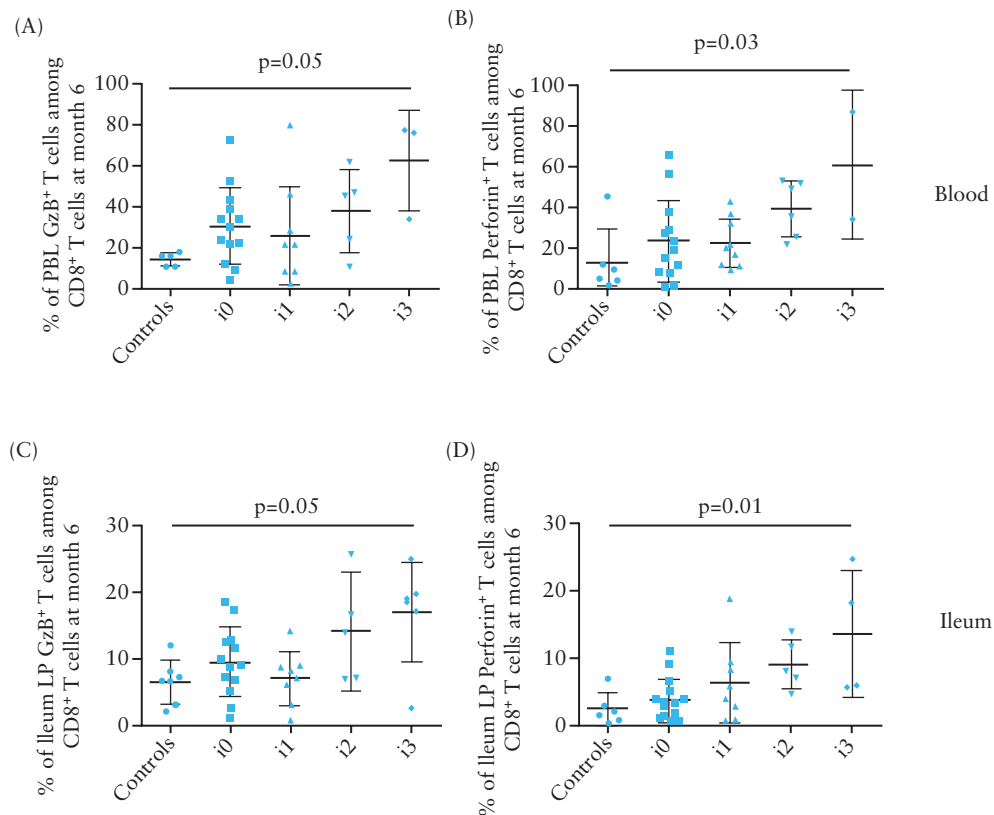 (A)
p=0.05
% of PBL GzB⁺ T cells among
CD8⁺ T cells at month 6
100
80
60
40
20
0
Controls
i0
i1
i2
i3
(B)
p=0.03
% of PBL Perforin⁺ T cells among
CD8⁺ T cells at month 6
100
80
60
40
20
0
Controls
i0
i1
i2
i3
Blood
(C)
p=0.05
% of Ileum LP GzB⁺ T cells among
CD8⁺ T cells at month 6
30
20
10
0
Controls
i0
i1
i2
i3
(D)
p=0.01
% of Ileum LP Perforin⁺ T cells among
CD8⁺ T cells at month 6
30
20
10
0
Controls
i0
i1
i2
i3
Ileum